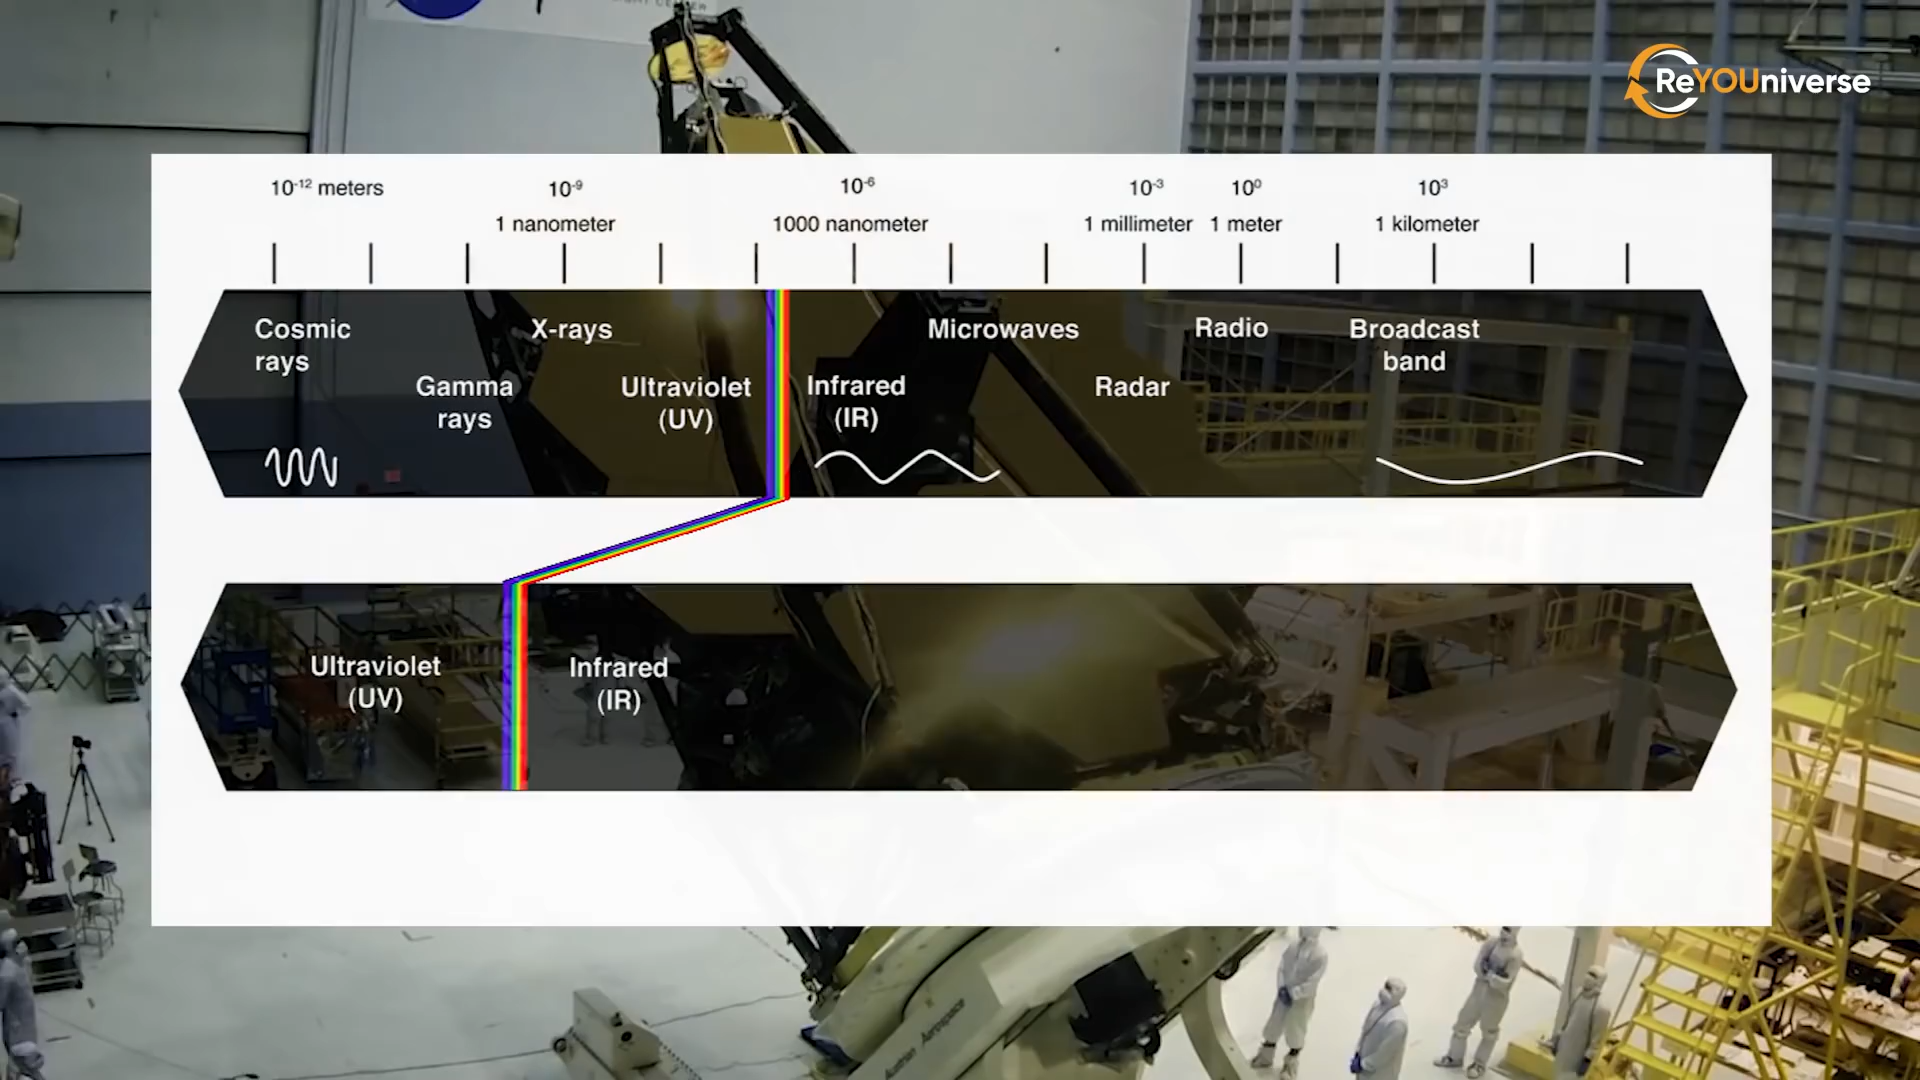 ReYOUniverse
10⁻¹² meters
10⁻⁹
10⁻⁶
10⁻³
10⁰
10³
1 nanometer
1000 nanometer
1 millimeter
1 meter
1 kilometer
Cosmic
rays
Gamma
rays
X-rays
Ultraviolet
(UV)
Infrared
(IR)
Microwaves
Radar
Radio
Broadcast
band
Ultraviolet
(UV)
Infrared
(IR)
Aerospace